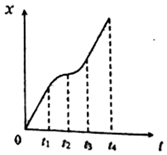 x
0 t₁ t₂ t₃ t₄ t